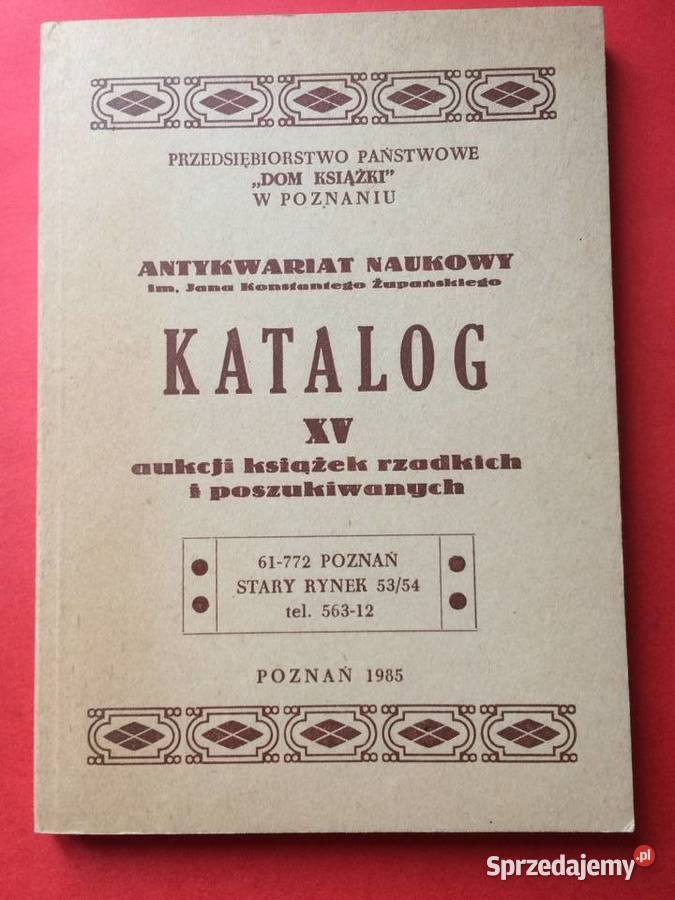 PRZEDSIĘBIORSTWO PAŃSTWOWE
„DOM KSIĄŻKI”
W POZNANIU
ANTYKWARIAT NAUKOWY
im. Jana Konstantego Żupańskiego
KATALOG
XV
aukcji książek rzadkich
i poszukiwanych
61-772 POZNAŃ
STARY RYNEK 53/54
tel. 563-12
POZNAŃ 1985
Sprzedajemy.pl